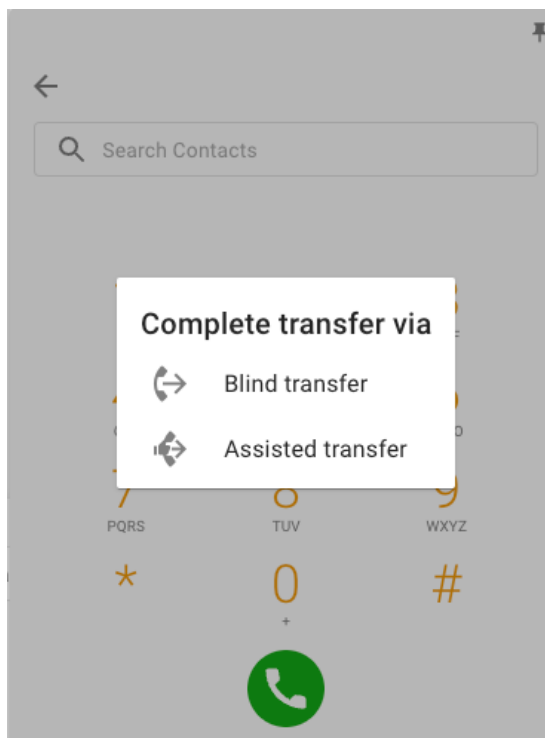 Search Contacts
Complete transfer via
Blind transfer
Assisted transfer
7 8 9
PQRS TUV WXYZ
* 0 #
+